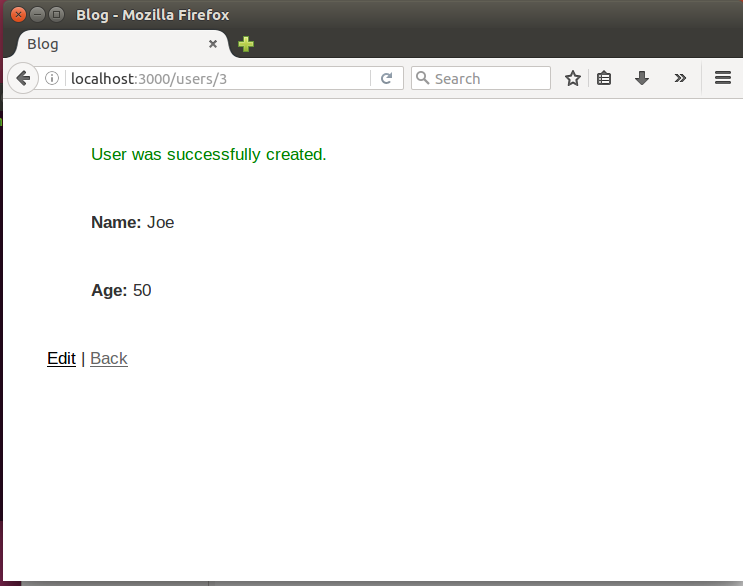 Blog - Mozilla Firefox
Blog
localhost:3000/users/3
Search
User was successfully created.
Name: Joe
Age: 50
Edit | Back